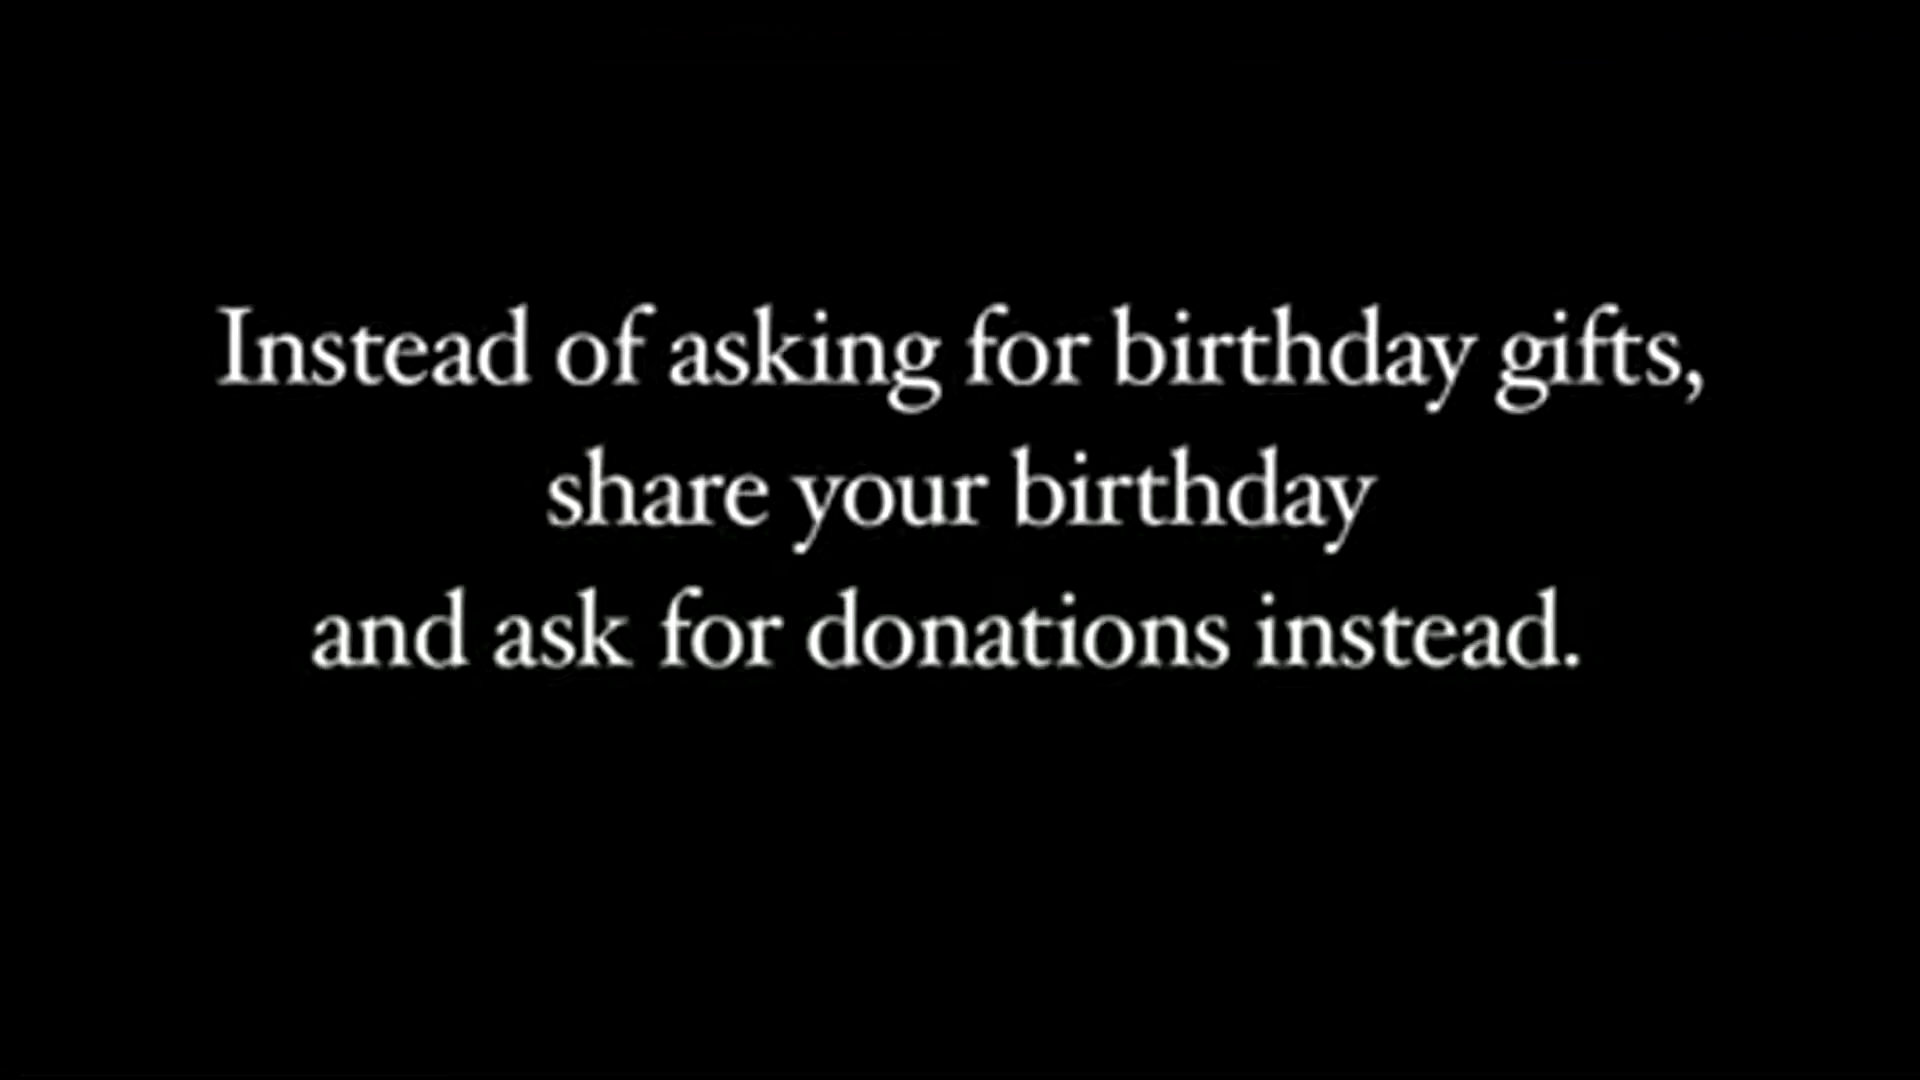 Instead of asking for birthday gifts,
share your birthday
and ask for donations instead.